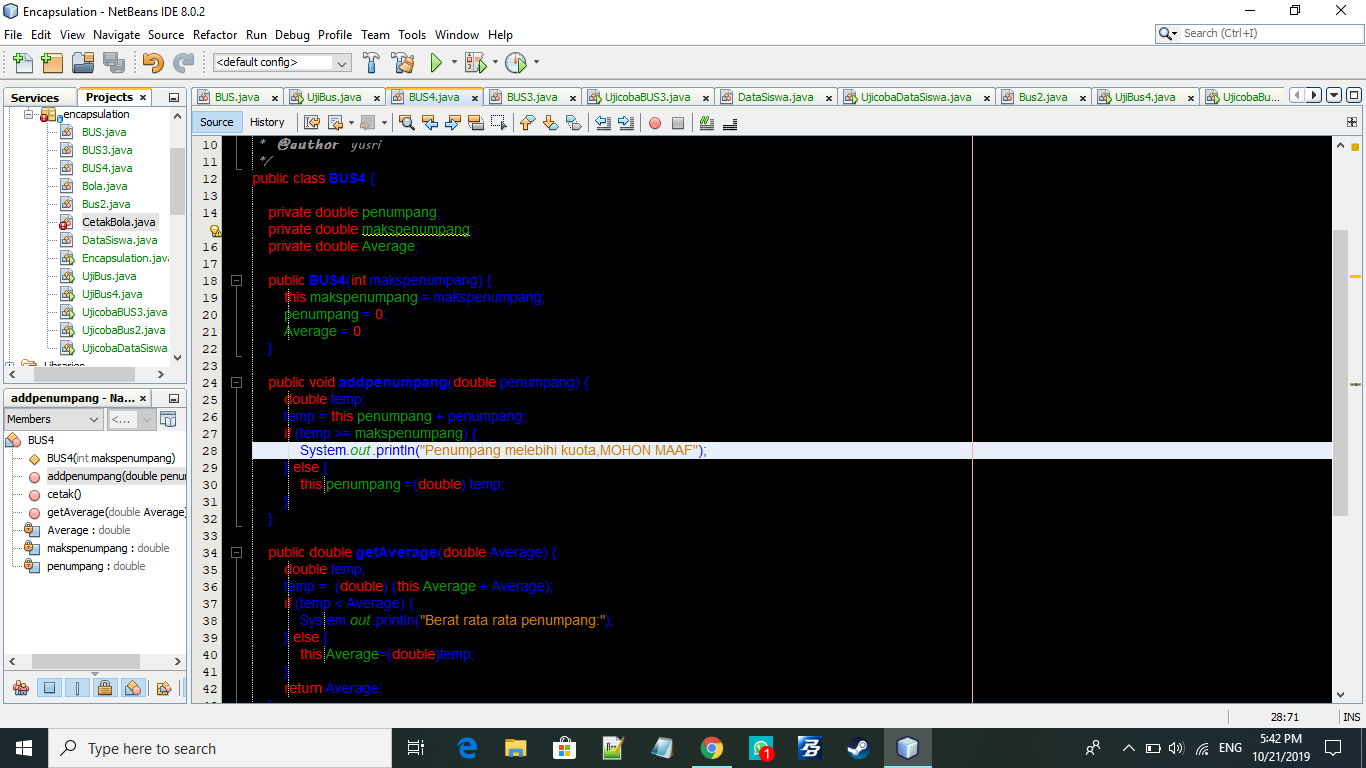 Encapsulation - NetBeans IDE 8.0.2
File Edit View Navigate Source Refactor Run Debug Profile Team Tools Window Help
Search (Ctrl+I)
<default config>
Services
Projects
BUS.java
UjiBus.java
BUS4.java
BUS3.java
UjicobaBUS3.java
DataSiswa.java
UjicobaDataSiswa.java
Bus2.java
UjiBus4.java
UjicobaBu...
Source History
encapsulation
BUS.java
BUS3.java
BUS4.java
Bola.java
Bus2.java
CetakBola.java
DataSiswa.java
Encapsulation.java
UjiBus.java
UjiBus4.java
UjicobaBUS3.java
UjicobaBus2.java
UjicobaDataSiswa
Libraries
addpenumpang - Na...
Members
<...
BUS4
BUS4(int makspenumpang)
addpenumpang(double penu
cetak()
getAverage(double Average)
Average : double
makspenumpang : double
penumpang : double
10 * @author yusri
11 */
12 public class BUS4 {
13
14 private double penumpang;
private double makspenumpang
16 private double Average;
17
18 public BUS4(int makspenumpang) {
19 this.makspenumpang = makspenumpang;
20 penumpang = 0;
21 Average = 0;
22 }
23
24 public void addpenumpang(double penumpang) {
25 double temp;
26 temp = this.penumpang + penumpang;
27 if (temp >= makspenumpang) {
28 System.out.println("Penumpang melebihi kuota,MOHON MAAF");
29 } else {
30 this.penumpang =(double) temp;
31 }
32 }
33
34 public double getAverage(double Average) {
35 double temp;
36 temp = (double) (this.Average + Average);
37 if (temp < Average) {
38 System.out.println("Berat rata rata penumpang:");
39 } else {
40 this.Average=(double)temp;
41 }
42 return Average;
28:71 INS
Type here to search
1
ENG
5:42 PM
10/21/2019